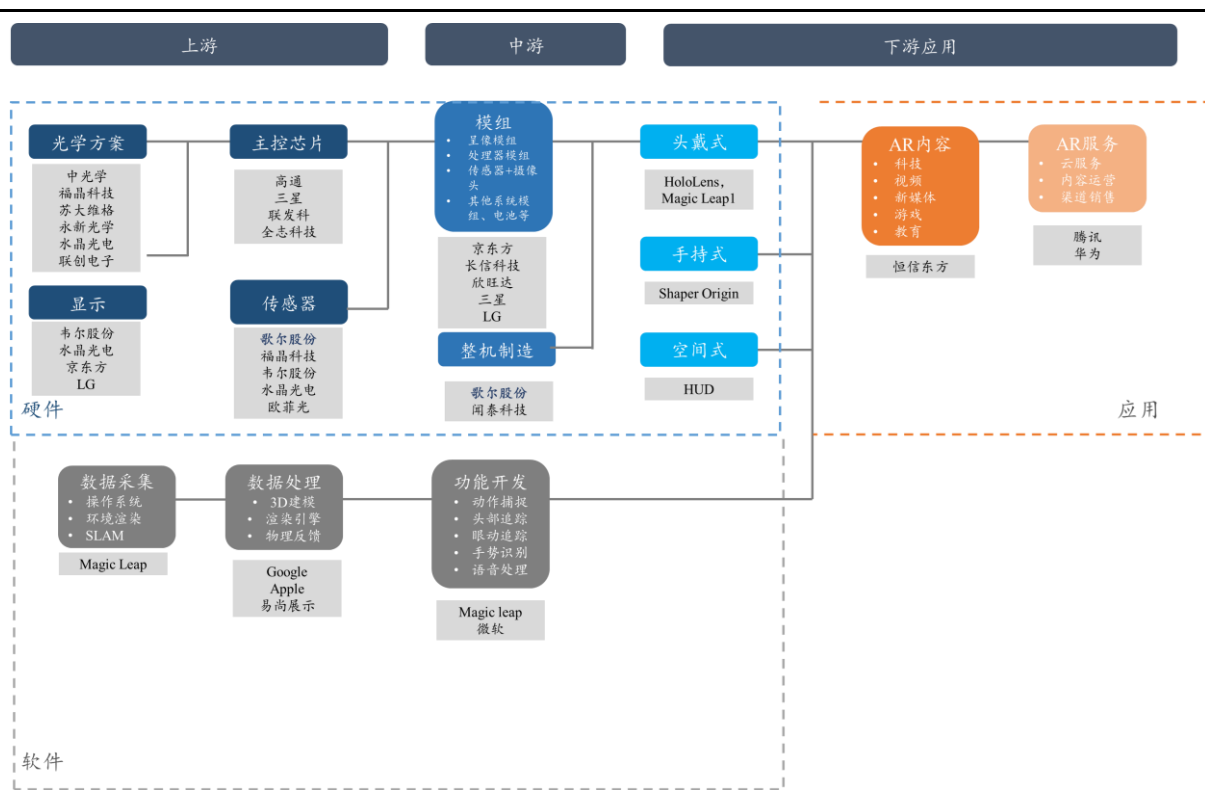 上游
中游
下游应用
光学方案
中光学
福晶科技
苏大维格
永新光学
水晶光电
联创电子
显示
韦尔股份
水晶光电
京东方
LG
硬件
主控芯片
高通
三星
联发科
全志科技
传感器
歌尔股份
福晶科技
韦尔股份
水晶光电
欧菲光
模组
• 呈像模组
• 处理器模组
• 传感器+摄像
头
• 其他系统模
组、电池等
京东方
长信科技
欣旺达
三星
LG
整机制造
歌尔股份
闻泰科技
头戴式
HoloLens，
Magic Leap1
手持式
Shaper Origin
空间式
HUD
AR内容
• 科技
• 视频
• 新媒体
• 游戏
• 教育
恒信东方
AR服务
• 云服务
• 内容运营
• 渠道销售
腾讯
华为
应用
数据采集
• 操作系统
• 环境渲染
• SLAM
Magic Leap
数据处理
• 3D建模
• 渲染引擎
• 物理反馈
Google
Apple
易尚展示
功能开发
• 动作捕捉
• 头部追踪
• 眼动追踪
• 手势识别
• 语音处理
Magic leap
微软
软件